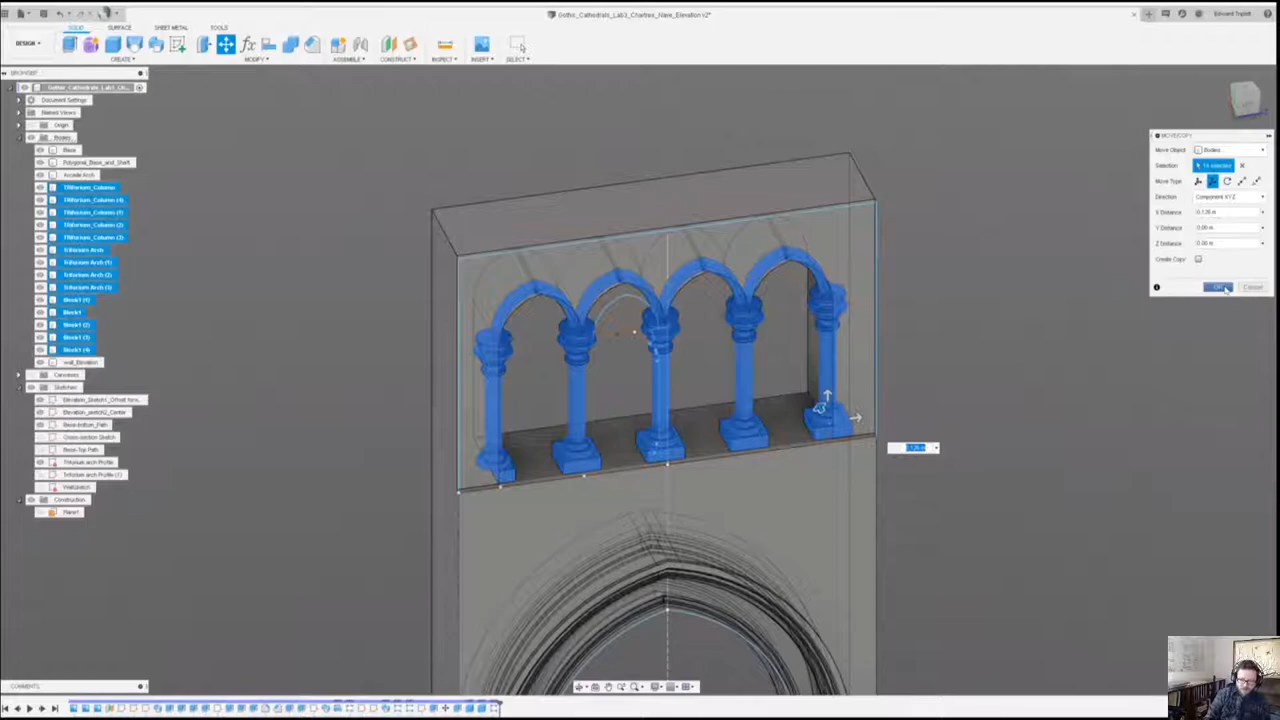 Gothic_Cathedrals_Lab3_Chartres_Nave_Elevation v2*
Edward Triplett
SOLID SURFACE SHEET METAL TOOLS
DESIGN
CREATE MODIFY ASSEMBLE CONSTRUCT INSPECT INSERT SELECT
BROWSER
Document Settings
Named Views
Origin
Bodies
Base
Polygonal_Base_and_Shaft
Arcade Arch
Triforium_Column
Triforium_Column (4)
Triforium_Column (1)
Triforium_Column (2)
Triforium_Column (3)
Triforium Arch
Triforium Arch (1)
Triforium Arch (2)
Triforium Arch (3)
Block1 (1)
Block1
Block1 (2)
Block1 (3)
Block1 (4)
wall_Elevation
Canvases
Sketches
Elevation_sketch2_Center
Base-bottom_Path
Cross-section Sketch
Base-Top Path
Triforium arch Profile
Triforium arch Profile (1)
Construction
Plane1
MOVE/COPY
Move Object Bodies
Selection 14 selected
Move Type
Direction Component XYZ
X Distance
Y Distance 0.00 m
Z Distance 0.00 m
Create Copy
OK Cancel
COMMENTS